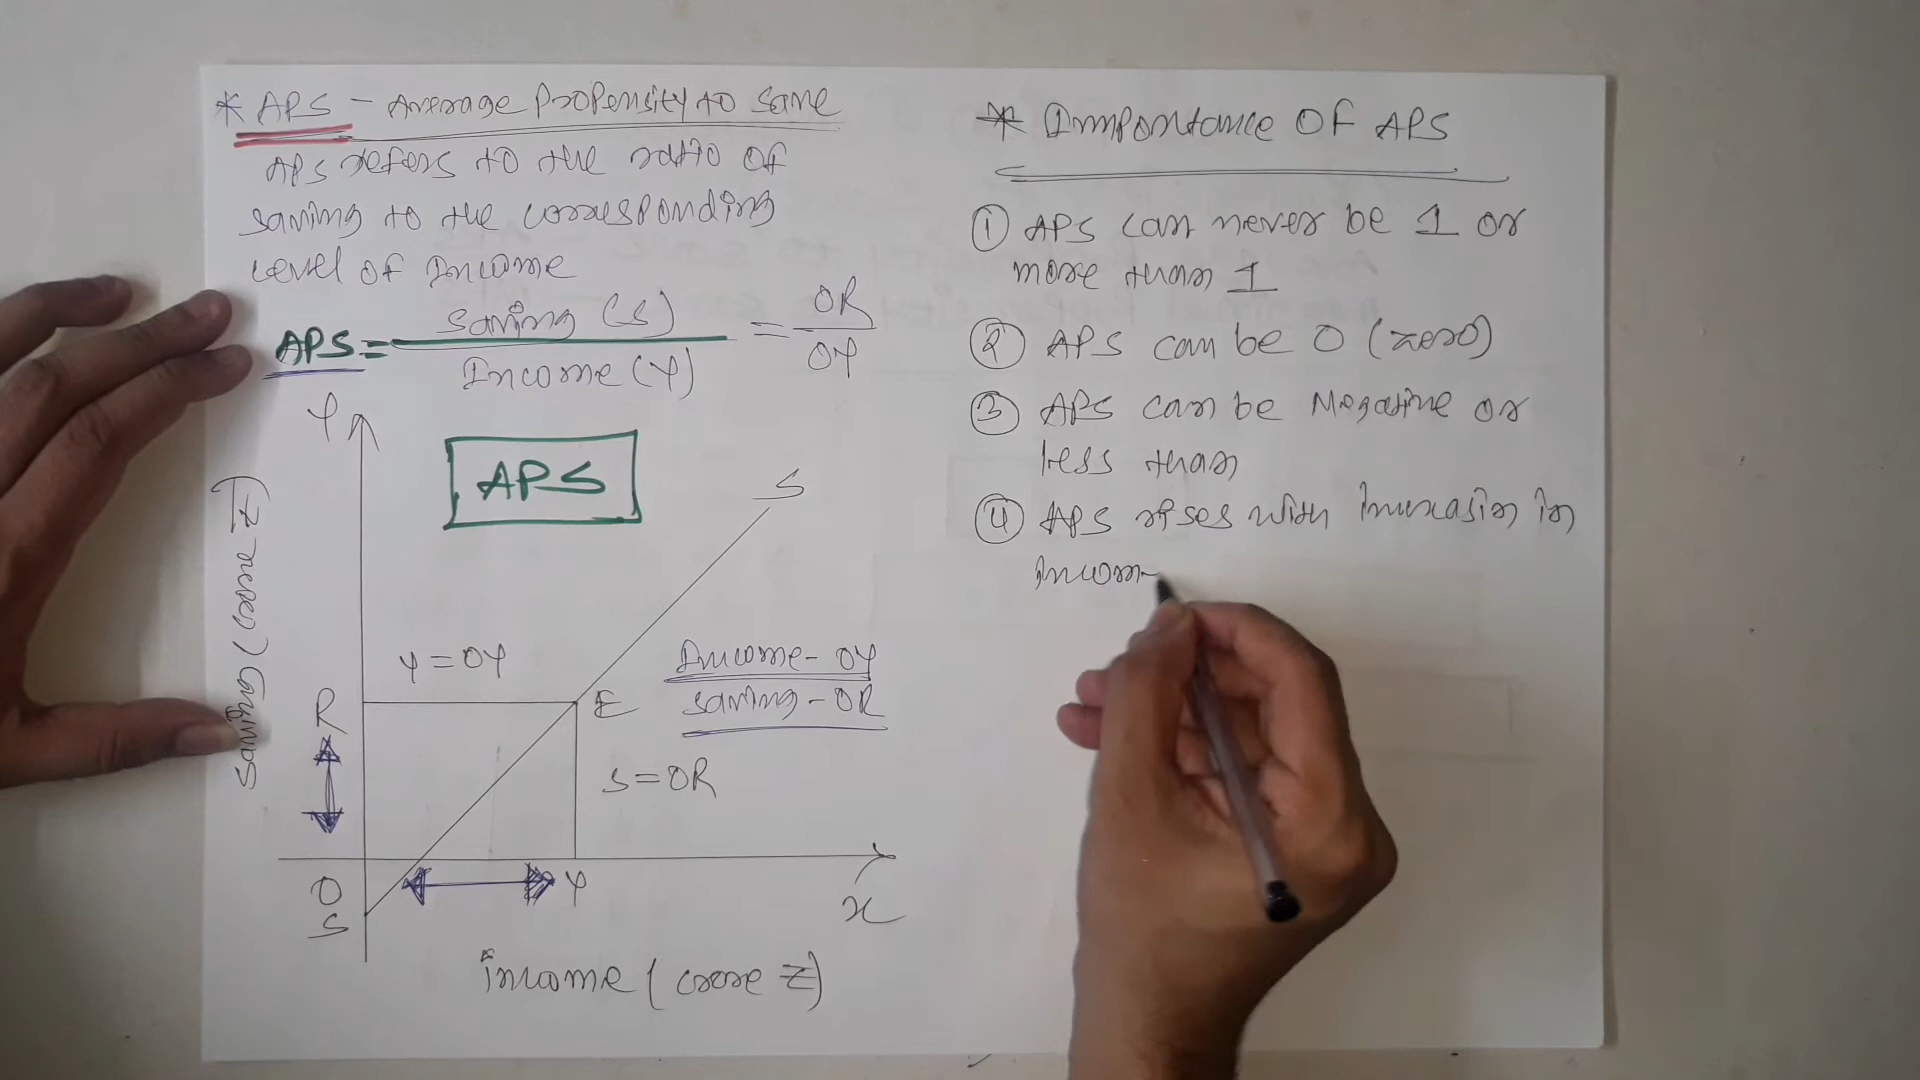 * APS - Average Propensity to Save
APS refers to the ratio of
saving to the corresponding
Level of Income
APS = Saving (S) / Income (Y) = OR / OY
Y
APS
S
Saving (crore Z)
Y = OY
E
Income - OY
Saving - OR
R
S = OR
O
Y
S
x
income (crore Z)
* Importance OF APS
① APS can never be 1 or
more than 1
② APS can be 0 (zero)
③ APS can be Negative or
less than
④ APS rises with increasin in
incom